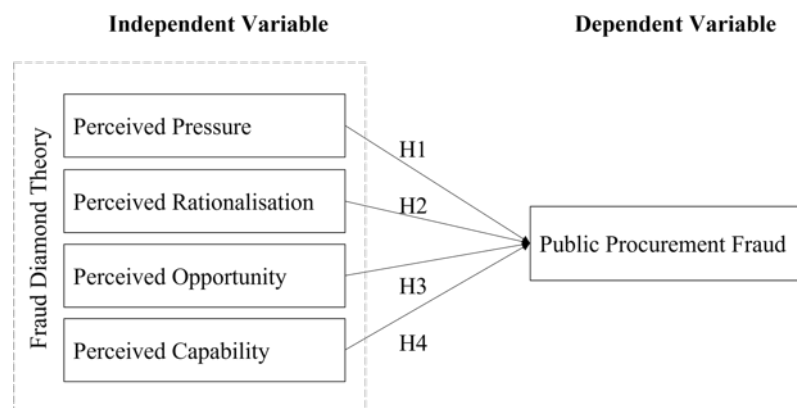 Independent Variable
Dependent Variable
Fraud Diamond Theory
Perceived Pressure
Perceived Rationalisation
Perceived Opportunity
Perceived Capability
H1
H2
H3
H4
Public Procurement Fraud